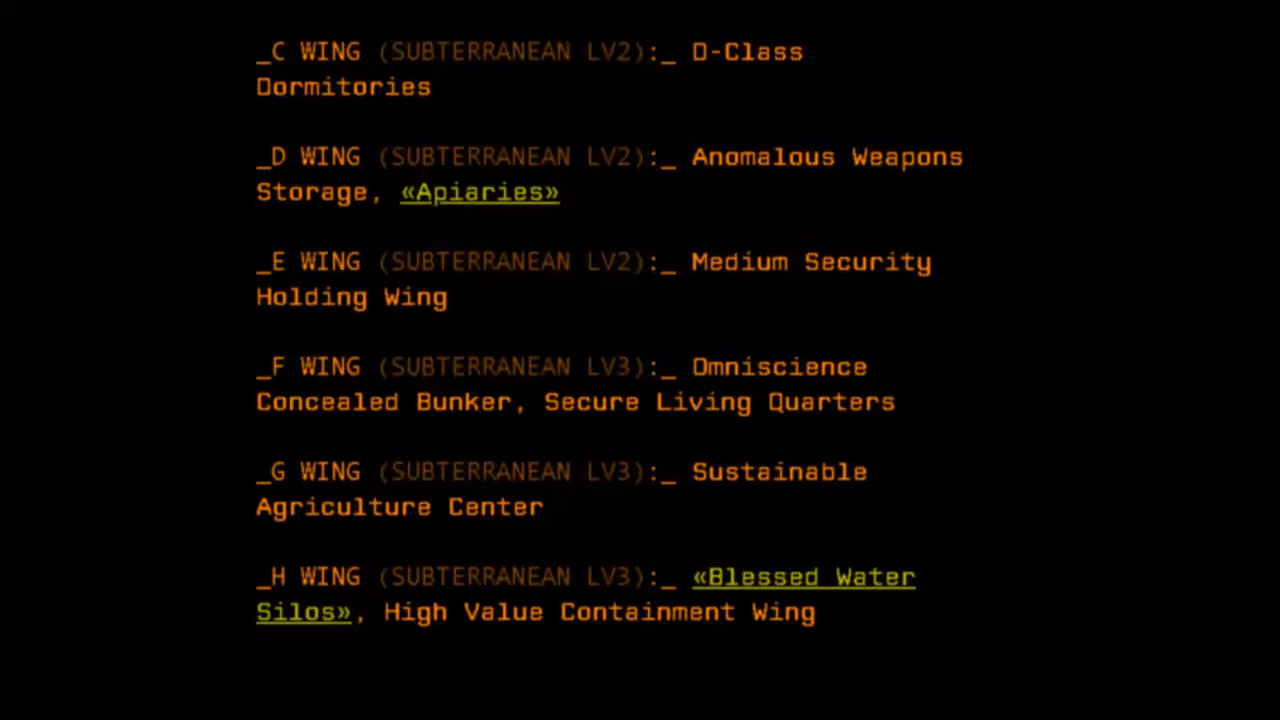 _C WING (SUBTERRANEAN LV2):_ D-Class
Dormitories
_D WING (SUBTERRANEAN LV2):_ Anomalous Weapons
Storage, «Apiaries»
_E WING (SUBTERRANEAN LV2):_ Medium Security
Holding Wing
_F WING (SUBTERRANEAN LV3):_ Omniscience
Concealed Bunker, Secure Living Quarters
_G WING (SUBTERRANEAN LV3):_ Sustainable
Agriculture Center
_H WING (SUBTERRANEAN LV3):_ «Blessed Water
Silos», High Value Containment Wing